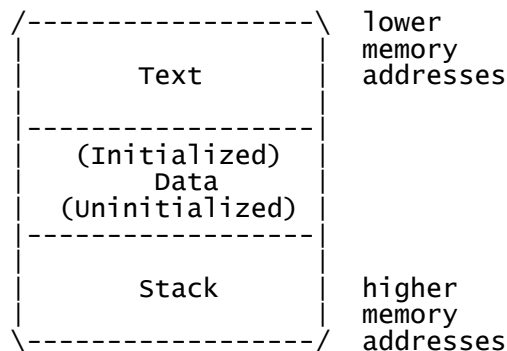 /------------------\ lower
| | memory
| Text | addresses
| |
|------------------|
| (Initialized) |
| Data |
| (Uninitialized) |
|------------------|
| |
| Stack | higher
| | memory
\------------------/ addresses